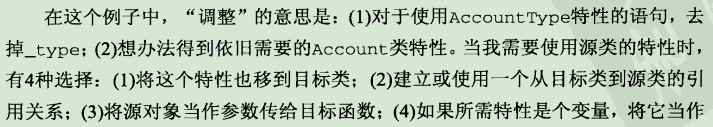 在这个例子中，“调整”的意思是：(1)对于使用AccountType特性的语句，去
掉_type；(2)想办法得到依旧需要的Account类特性。当我需要使用源类的特性时，
有4种选择：(1)将这个特性也移到目标类；(2)建立或使用一个从目标类到源类的引
用关系；(3)将源对象当作参数传给目标函数；(4)如果所需特性是个变量，将它当作